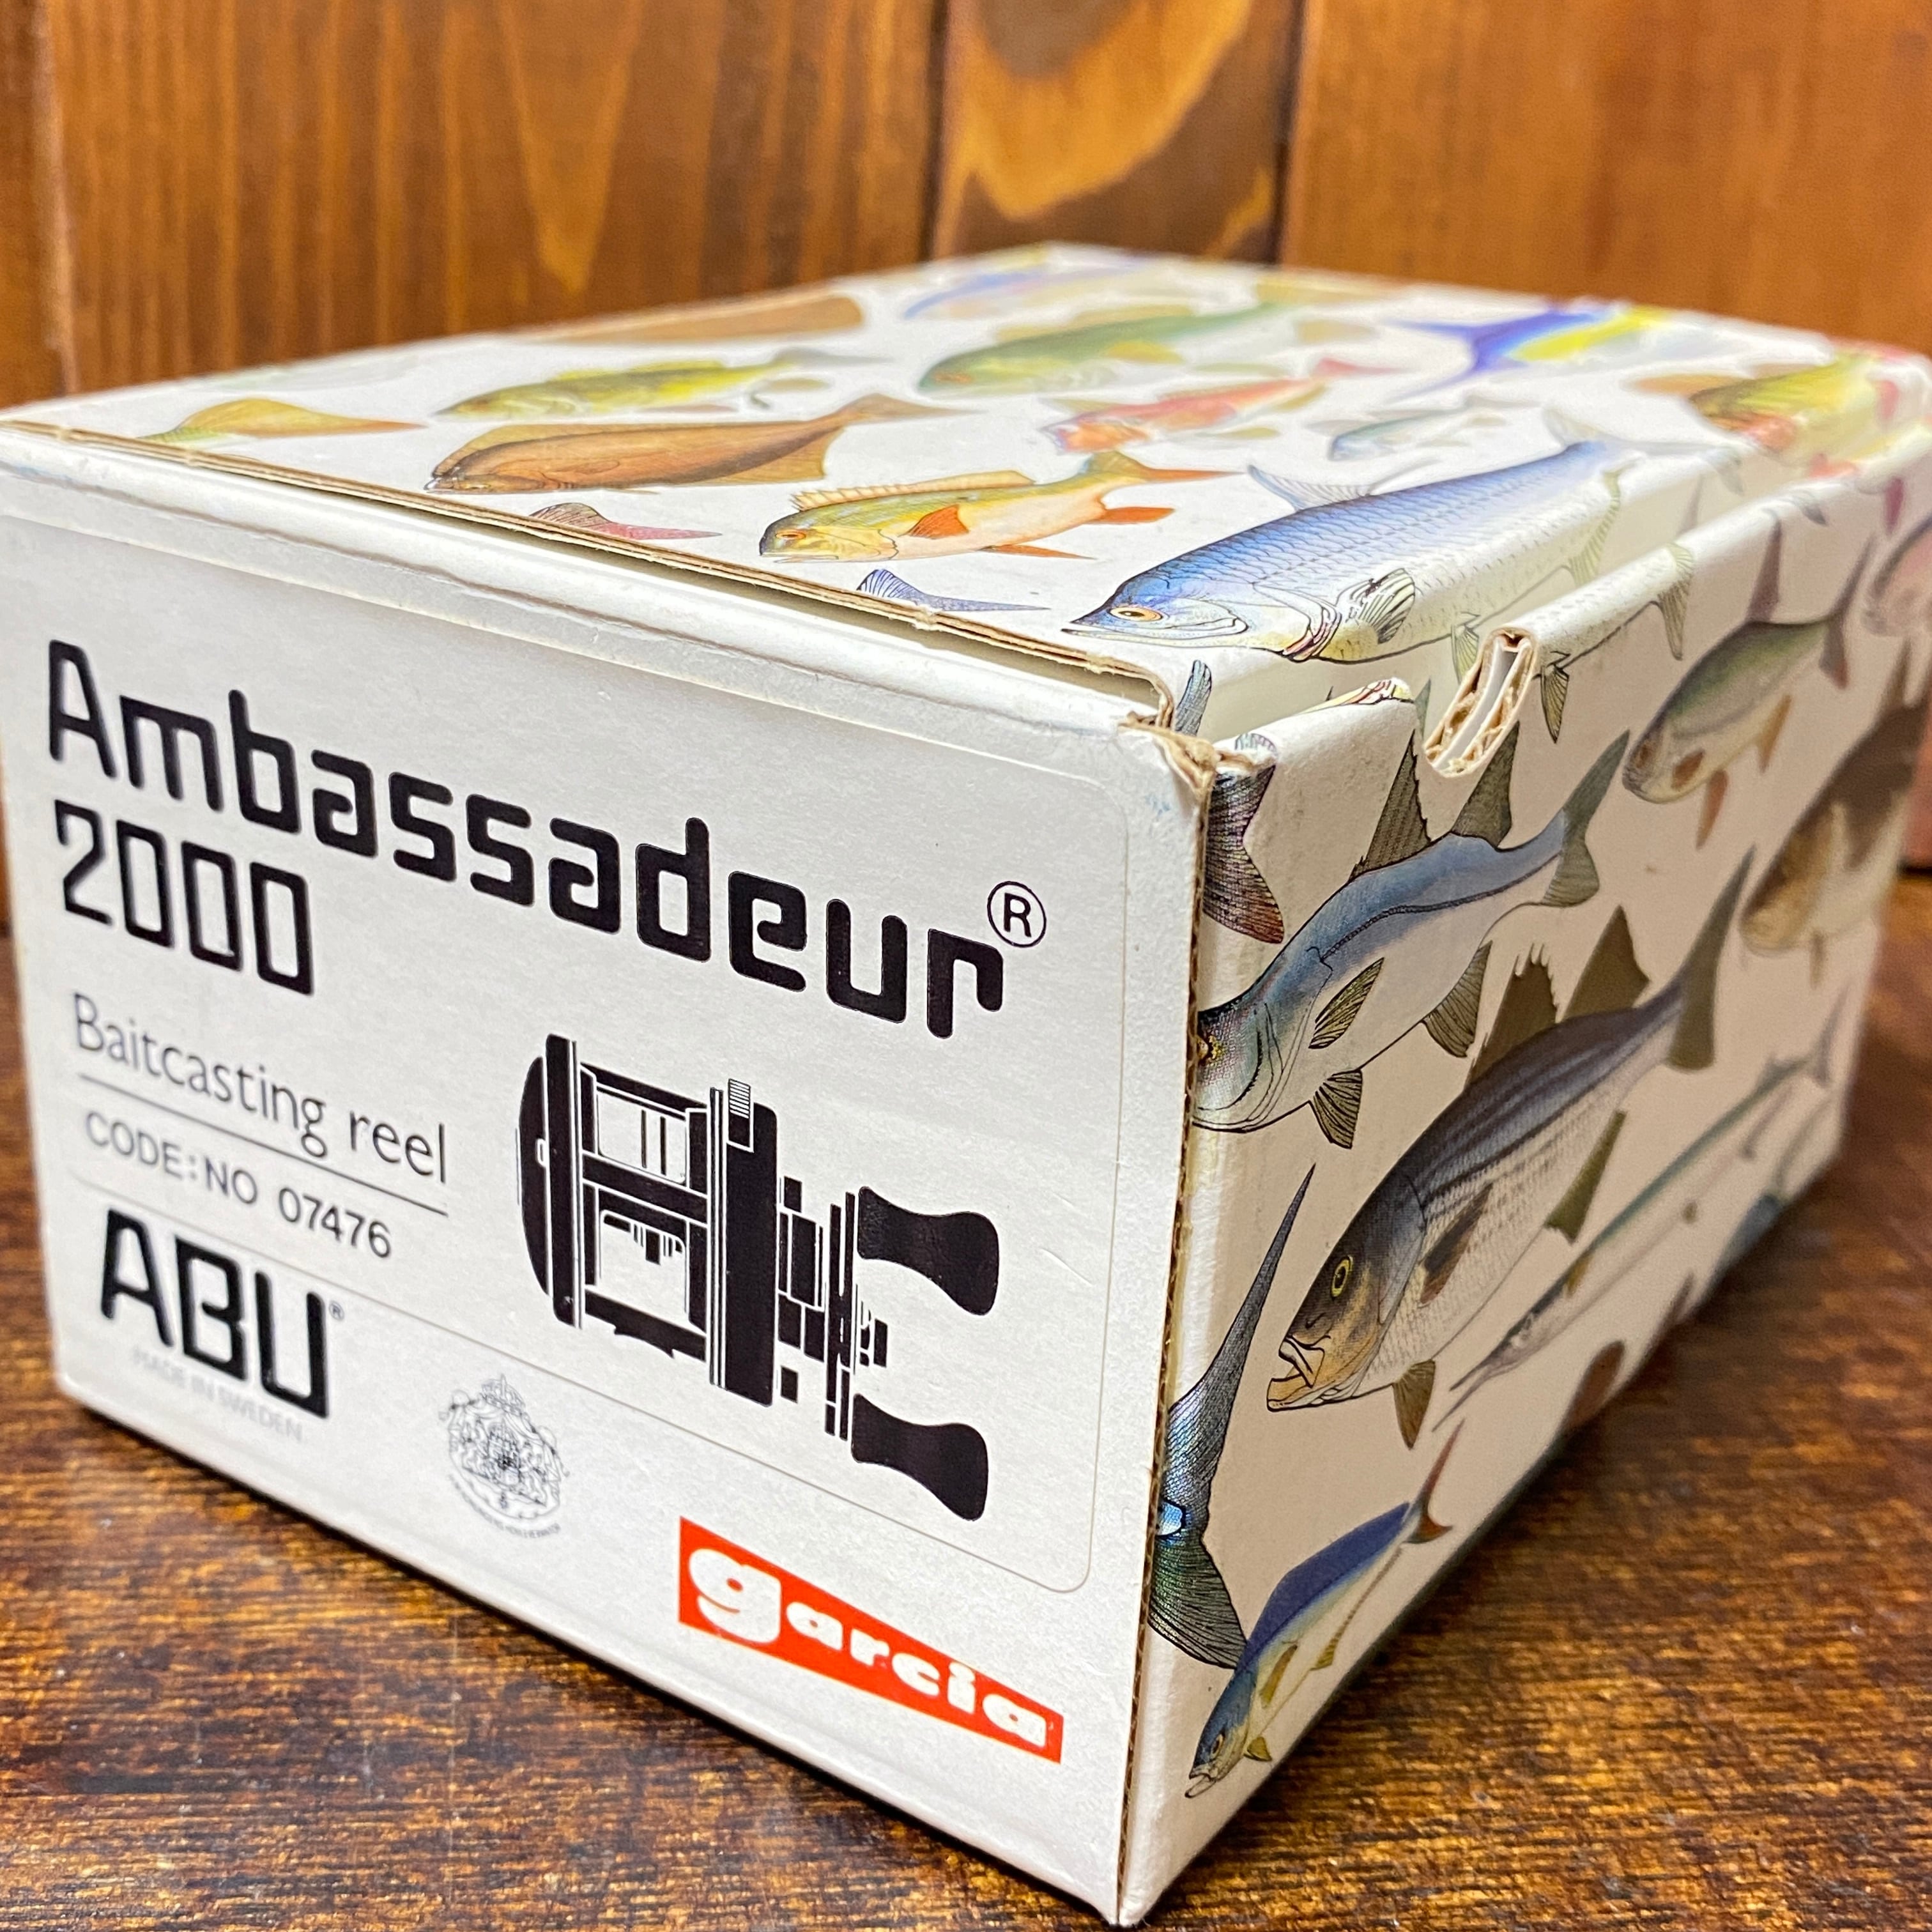 Ambassadeur®
2000
Baitcasting reel
CODE:NO 07476
ABU®
MADE IN SWEDEN
garcia